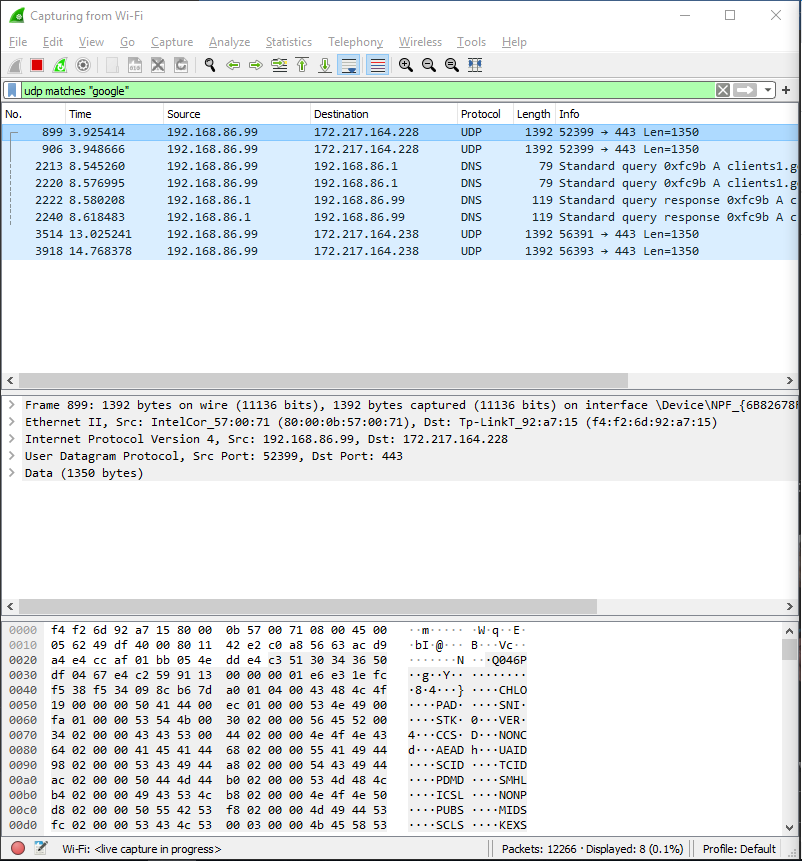 Capturing from Wi-Fi
File Edit View Go Capture Analyze Statistics Telephony Wireless Tools Help
udp matches "google"
No. Time Source Destination Protocol Length Info
899 3.925414 192.168.86.99 172.217.164.228 UDP 1392 52399 → 443 Len=1350
906 3.948666 192.168.86.99 172.217.164.228 UDP 1392 52399 → 443 Len=1350
2213 8.545260 192.168.86.99 192.168.86.1 DNS 79 Standard query 0xfc9b A clients1.g
2220 8.576995 192.168.86.99 192.168.86.1 DNS 79 Standard query 0xfc9b A clients1.g
2222 8.580208 192.168.86.1 192.168.86.99 DNS 119 Standard query response 0xfc9b A c
2240 8.618483 192.168.86.1 192.168.86.99 DNS 119 Standard query response 0xfc9b A c
3514 13.025241 192.168.86.99 172.217.164.238 UDP 1392 56391 → 443 Len=1350
3918 14.768378 192.168.86.99 172.217.164.238 UDP 1392 56393 → 443 Len=1350
Frame 899: 1392 bytes on wire (11136 bits), 1392 bytes captured (11136 bits) on interface \Device\NPF_{6B82678F
Ethernet II, Src: IntelCor_57:00:71 (80:00:0b:57:00:71), Dst: Tp-LinkT_92:a7:15 (f4:f2:6d:92:a7:15)
Internet Protocol Version 4, Src: 192.168.86.99, Dst: 172.217.164.228
User Datagram Protocol, Src Port: 52399, Dst Port: 443
Data (1350 bytes)
0000 f4 f2 6d 92 a7 15 80 00 0b 57 00 71 08 00 45 00 ··m····· ·W·q··E·
0010 05 62 49 df 40 00 80 11 42 e2 c0 a8 56 63 ac d9 ·bI·@··· B···Vc··
0020 a4 e4 cc af 01 bb 05 4e dd e4 c3 51 30 34 36 50 ·······N ···Q046P
0030 df 04 67 e4 c2 59 91 13 00 00 00 01 e6 e3 1e fc ··g··Y·· ········
0040 f5 38 f5 34 09 8c b6 7d a0 01 04 00 43 48 4c 4f ·8·4···} ····CHLO
0050 19 00 00 00 50 41 44 00 ec 01 00 00 53 4e 49 00 ····PAD· ····SNI·
0060 fa 01 00 00 53 54 4b 00 30 02 00 00 56 45 52 00 ····STK· 0···VER·
0070 34 02 00 00 43 43 53 00 44 02 00 00 4e 4f 4e 43 4···CCS· D···NONC
0080 64 02 00 00 41 45 41 44 68 02 00 00 55 41 49 44 d···AEAD h···UAID
0090 98 02 00 00 53 43 49 44 a8 02 00 00 54 43 49 44 ····SCID ····TCID
00a0 ac 02 00 00 50 44 4d 44 b0 02 00 00 53 4d 48 4c ····PDMD ····SMHL
00b0 b4 02 00 00 49 43 53 4c b8 02 00 00 4e 4f 4e 50 ····ICSL ····NONP
00c0 d8 02 00 00 50 55 42 53 f8 02 00 00 4d 49 44 53 ····PUBS ····MIDS
00d0 fc 02 00 00 53 43 4c 53 00 03 00 00 4b 45 58 53 ····SCLS ····KEXS
Wi-Fi: <live capture in progress> Packets: 12266 · Displayed: 8 (0.1%) Profile: Default